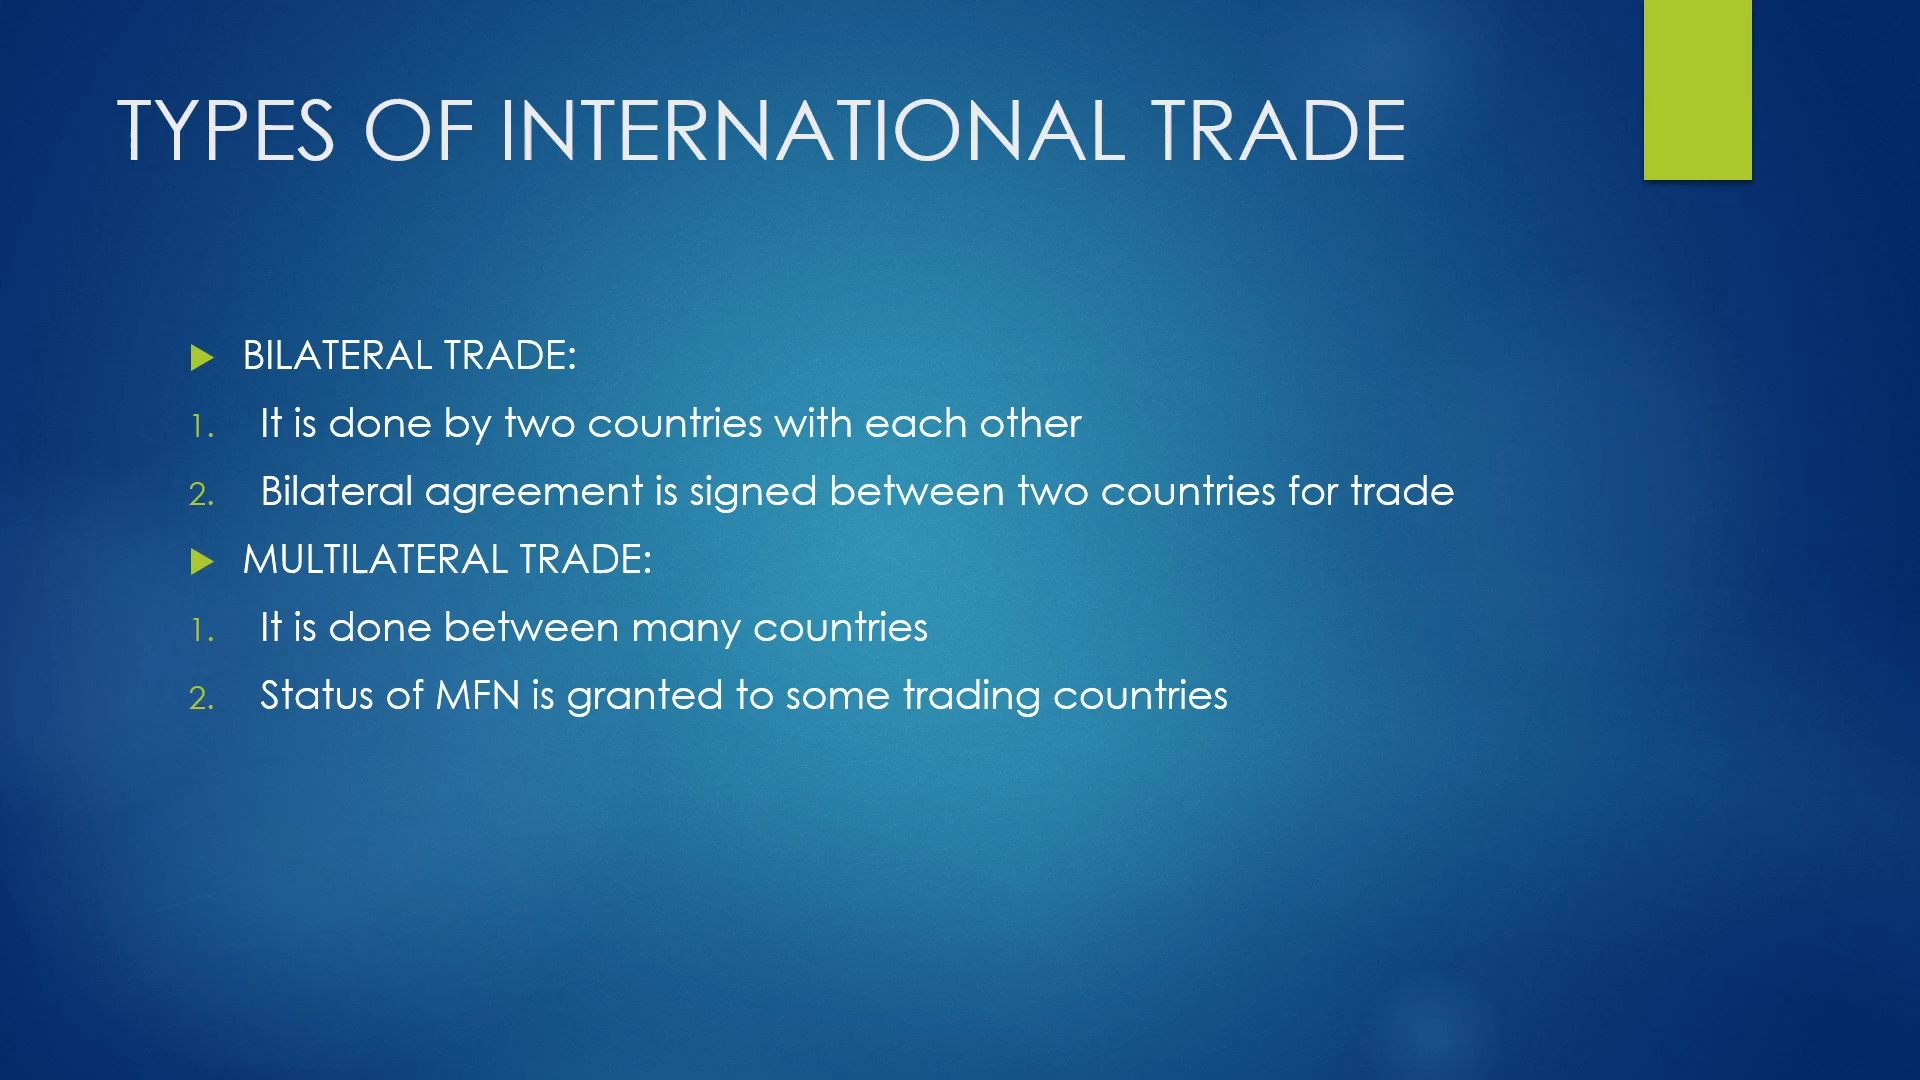 TYPES OF INTERNATIONAL TRADE
BILATERAL TRADE:
1. It is done by two countries with each other
2. Bilateral agreement is signed between two countries for trade
MULTILATERAL TRADE:
1. It is done between many countries
2. Status of MFN is granted to some trading countries